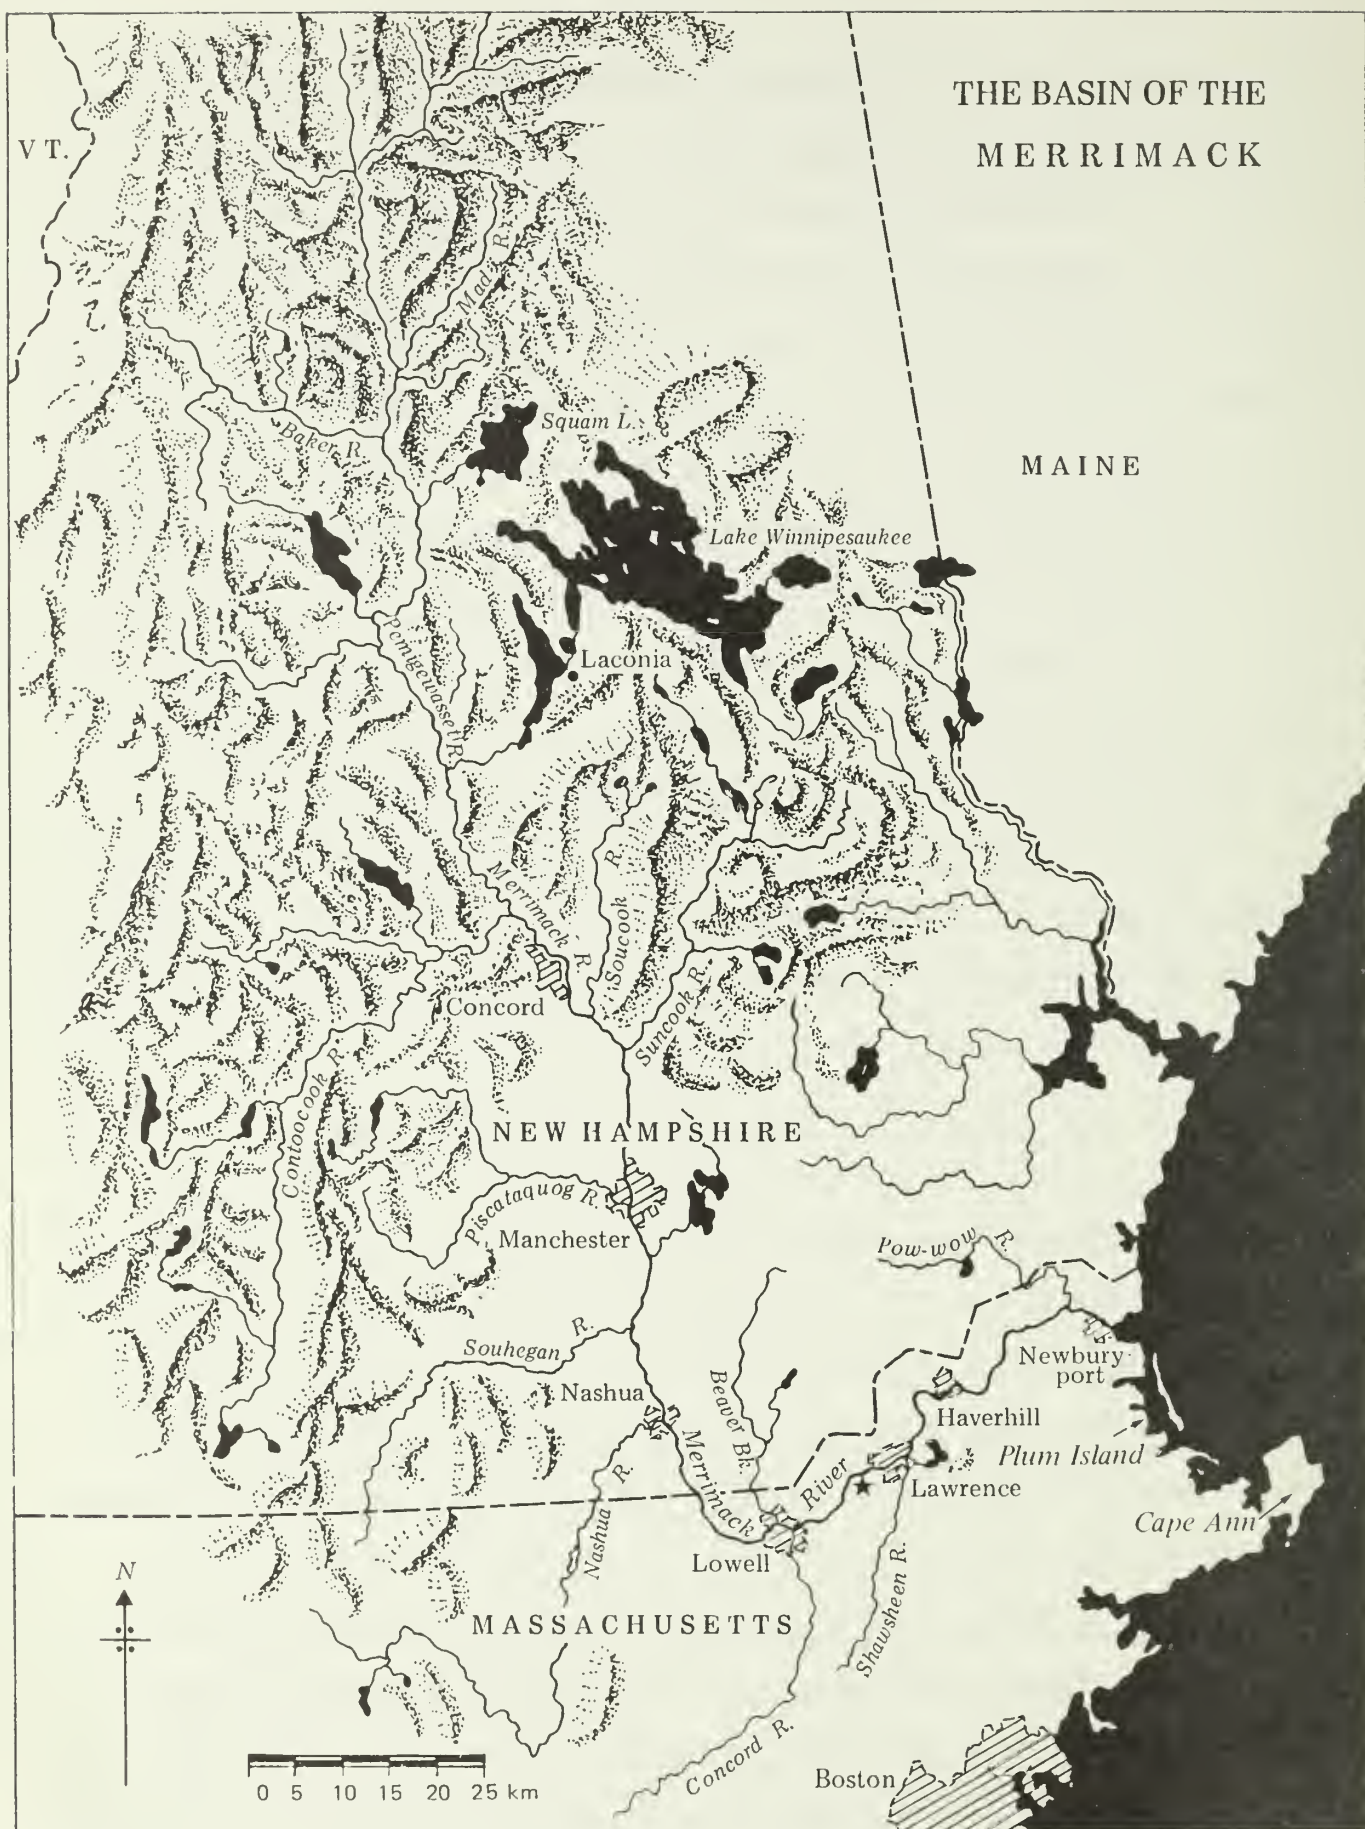 THE BASIN OF THE
MERRIMACK
VT.
Mad R.
Squam L.
Baker R.
MAINE
Lake Winnipesaukee
Pemigewasset R.
Laconia
Merrimack R.
Soucook R.
Suncook R.
Concord
Contoocook R.
NEW HAMPSHIRE
Piscataquog R.
Manchester
Pow-wow R.
Souhegan R.
Newbury-
port
Nashua
Beaver Bk.
Haverhill
Plum Island
Merrimack River
Lawrence
Nashua R.
Cape Ann
Lowell
N
Shawsheen R.
MASSACHUSETTS
Concord R.
Boston
0 5 10 15 20 25 km